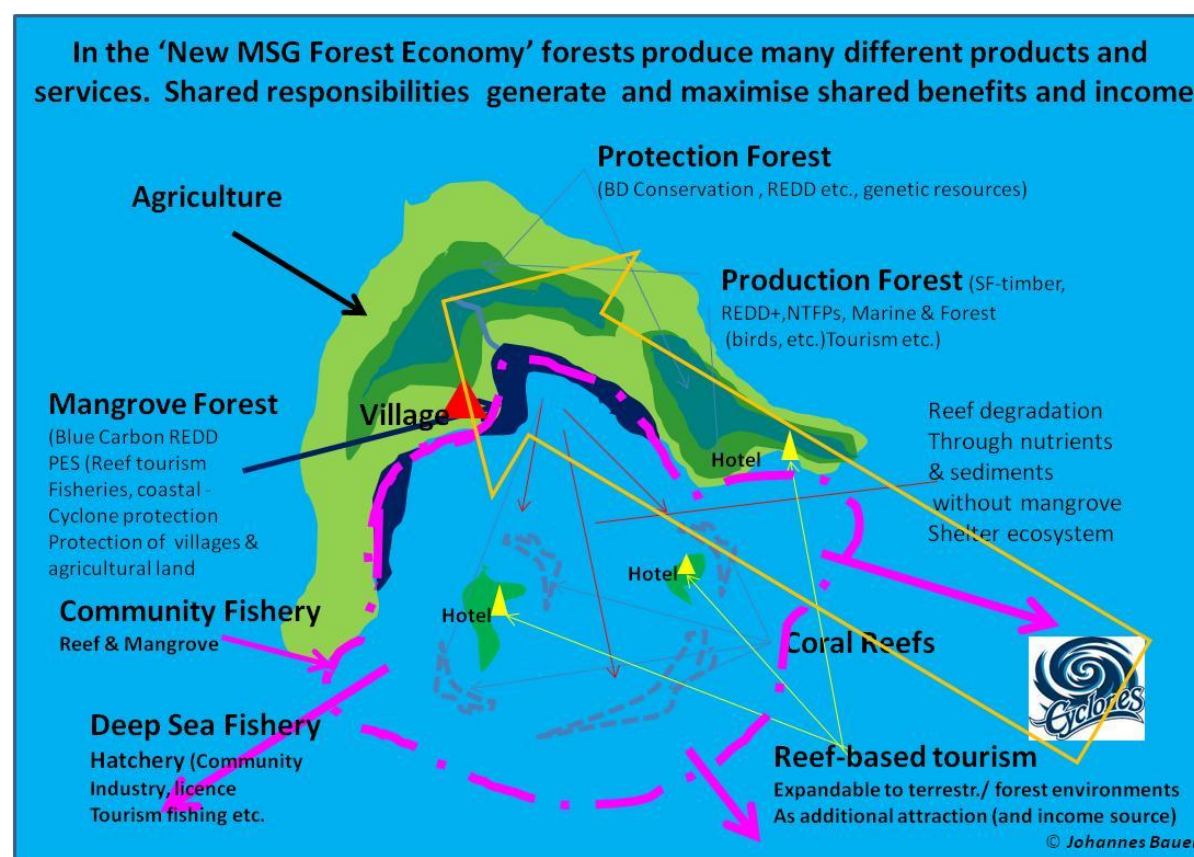 In the ‘New MSG Forest Economy’ forests produce many different products and
services.  Shared responsibilities  generate  and maximise shared benefits and income
Protection Forest
(BD Conservation , REDD etc., genetic resources)
Agriculture
Production Forest (SF-timber,
REDD+,NTFPs, Marine & Forest
(birds, etc.)Tourism etc.)
Mangrove Forest
(Blue Carbon REDD
PES (Reef tourism
Fisheries, coastal -
Cyclone protection
Protection of  villages &
agricultural land
Village
Hotel
Reef degradation
Through nutrients
& sediments
without mangrove
Shelter ecosystem
Hotel
Hotel
Community Fishery
Reef & Mangrove
Coral Reefs
Cyclones
Deep Sea Fishery
Hatchery (Community
Industry, licence
Tourism fishing etc.
Reef-based tourism
Expandable to terrestr./ forest environments
As additional attraction (and income source)
© Johannes Bauer